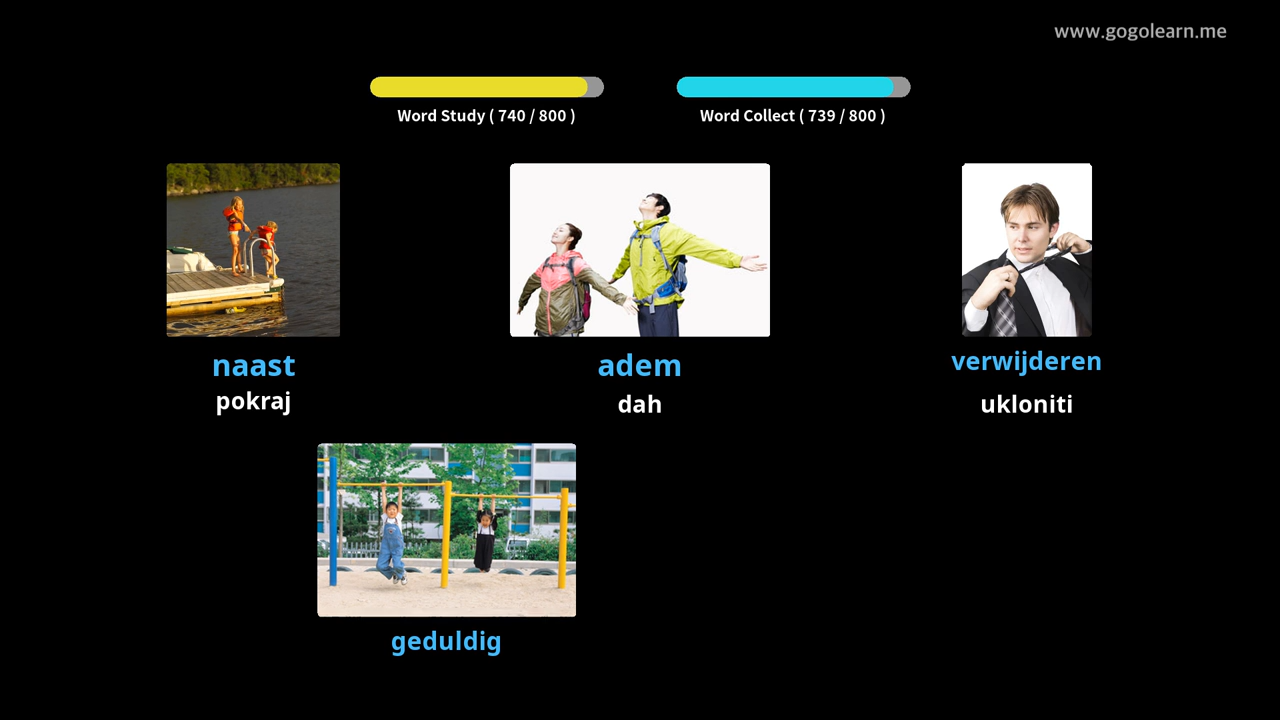 www.gogolearn.me
Word Study ( 740 / 800 )
Word Collect ( 739 / 800 )
naast
adem
verwijderen
pokraj
dah
ukloniti
geduldig